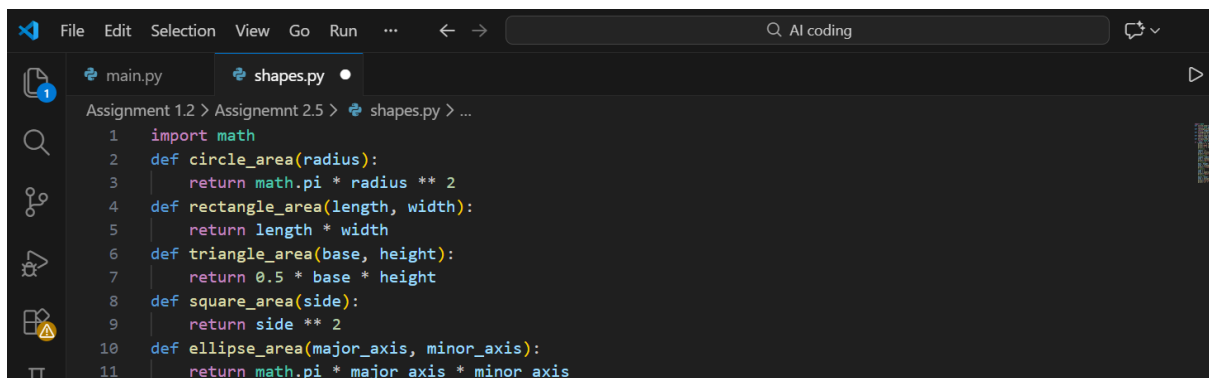 File Edit Selection View Go Run ··· ← → AI coding
main.py shapes.py ●
Assignment 1.2 > Assignemnt 2.5 > shapes.py > ...
1 import math
2 def circle_area(radius):
3     return math.pi * radius ** 2
4 def rectangle_area(length, width):
5     return length * width
6 def triangle_area(base, height):
7     return 0.5 * base * height
8 def square_area(side):
9     return side ** 2
10 def ellipse_area(major_axis, minor_axis):
11     return math.pi * major_axis * minor_axis
1